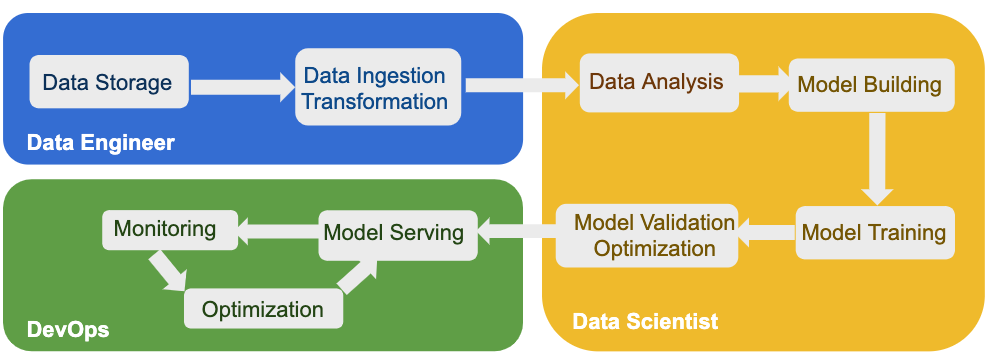 Data Storage
Data Ingestion
Transformation
Data Engineer
Data Analysis
Model Building
Model Training
Model Validation
Optimization
Data Scientist
Model Serving
Monitoring
Optimization
DevOps